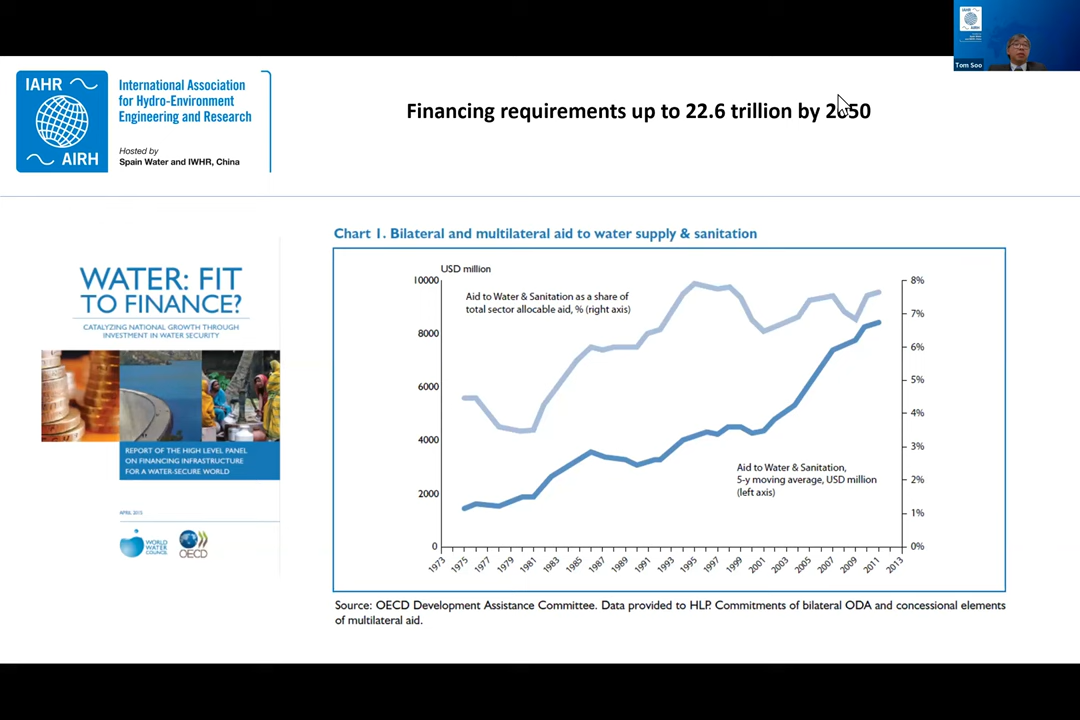 Tom Soo
IAHR
AIRH
International Association
for Hydro-Environment
Engineering and Research
Hosted by
Spain Water and IWHR, China
Financing requirements up to 22.6 trillion by 2050
WATER: FIT
TO FINANCE?
CATALYZING NATIONAL GROWTH THROUGH
INVESTMENT IN WATER SECURITY
REPORT OF THE HIGH LEVEL PANEL
ON FINANCING INFRASTRUCTURE
FOR A WATER-SECURE WORLD
APRIL 2015
WORLD
WATER
COUNCIL
OECD
Chart 1. Bilateral and multilateral aid to water supply & sanitation
USD million
10000
8000
6000
4000
2000
0
Aid to Water & Sanitation as a share of
total sector allocable aid, % (right axis)
Aid to Water & Sanitation,
5-y moving average, USD million
(left axis)
8%
7%
6%
5%
4%
3%
2%
1%
0%
1973 1975 1977 1979 1981 1983 1985 1987 1989 1991 1993 1995 1997 1999 2001 2003 2005 2007 2009 2011 2013
Source: OECD Development Assistance Committee. Data provided to HLP. Commitments of bilateral ODA and concessional elements
of multilateral aid.